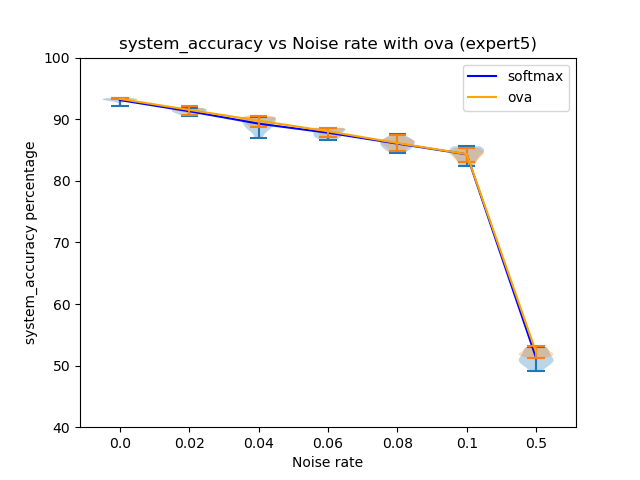 system_accuracy vs Noise rate with ova (expert5)
softmax
ova
system_accuracy percentage
100
90
80
70
60
50
40
0.0 0.02 0.04 0.06 0.08 0.1 0.5
Noise rate